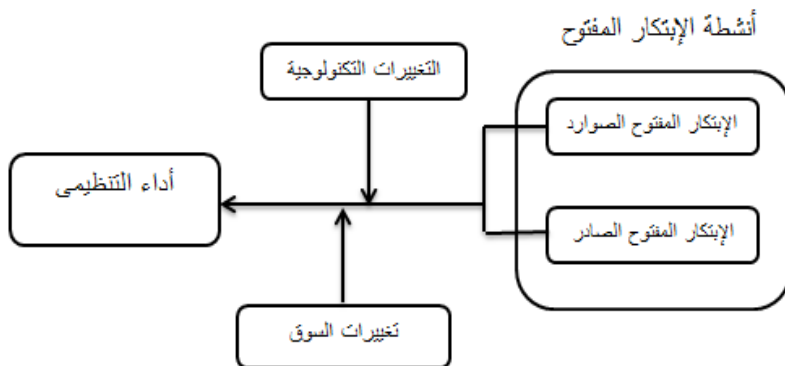 أنشطة الإبتكار المفتوح
التغييرات التكنولوجية
الإبتكار المفتوح الصوارد
أداء التنظيمى
الإبتكار المفتوح الصادر
تغييرات السوق